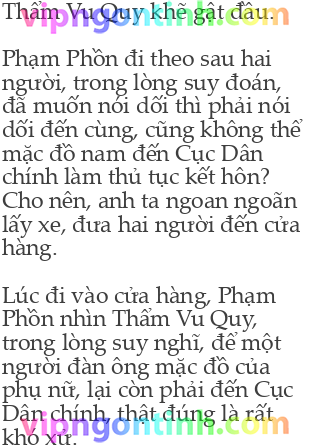 Thẩm Vu Quy khẽ gật đầu.
Phạm Phồn đi theo sau hai
người, trong lòng suy đoán,
đã muốn nói dối thì phải nói
dối đến cùng, cũng không thể
mặc đồ nam đến Cục Dân
chính làm thủ tục kết hôn?
Cho nên, anh ta ngoan ngoãn
lấy xe, đưa hai người đến cửa
hàng.
Lúc đi vào cửa hàng, Phạm
Phồn nhìn Thẩm Vu Quy,
trong lòng suy nghĩ, để một
người đàn ông mặc đồ của
phụ nữ, lại còn phải đến Cục
Dân chính, thật đúng là rất
khó xử.
vipngontinh.com
vipngontinh.com